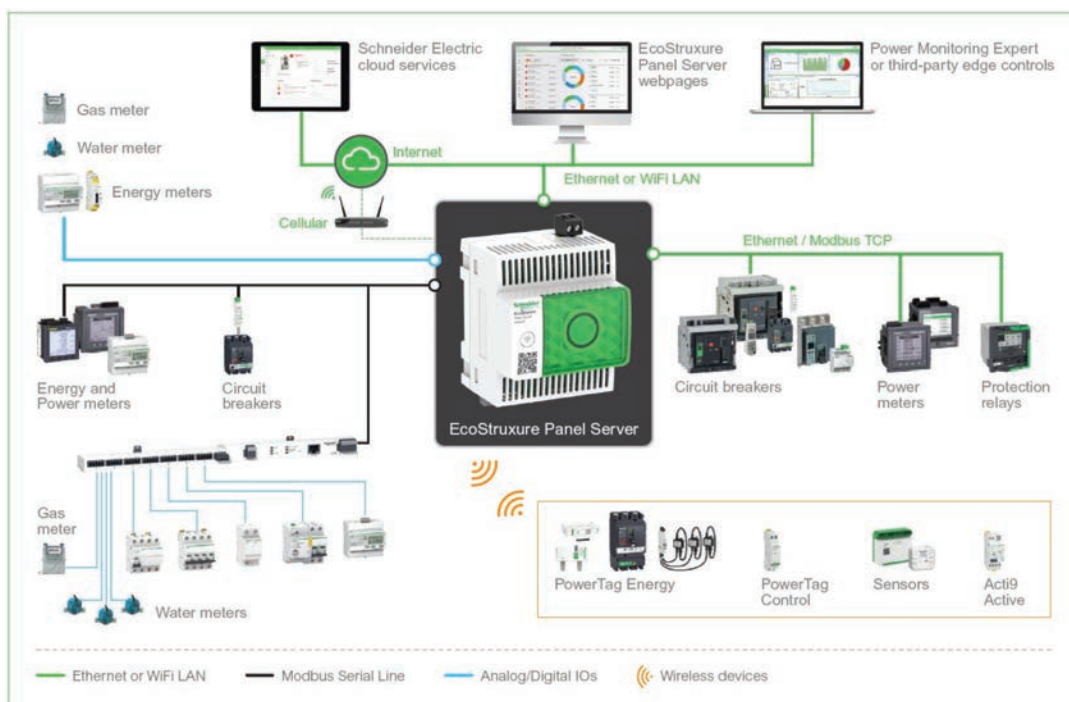 Schneider Electric
cloud services
EcoStruxure
Panel Server
webpages
Power Monitoring Expert
or third-party edge controls
Gas meter
Water meter
Energy meters
Internet
Ethernet or WiFi LAN
Cellular
Ethernet / Modbus TCP
Schneider
Energy and
Power meters
Circuit
breakers
EcoStruxure Panel Server
Circuit breakers
Power
meters
Protection
relays
Gas
meter
Water meters
PowerTag Energy
PowerTag
Control
Sensors
Acti9
Active
Ethernet or WiFi LAN
Modbus Serial Line
Analog/Digital IOs
Wireless devices